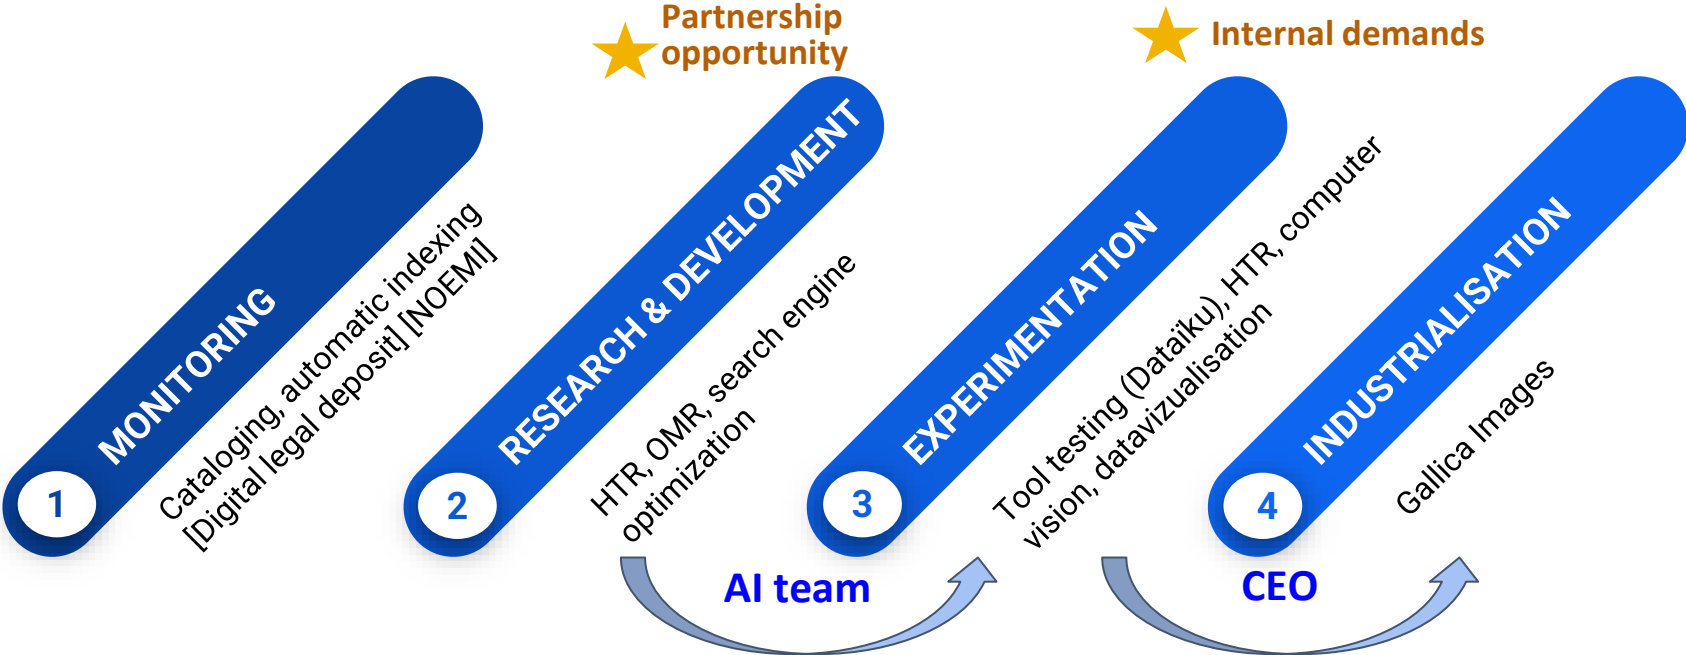 Partnership
opportunity
Internal demands
1
MONITORING
Cataloging, automatic indexing
[Digital legal deposit] [NOEMI]
2
RESEARCH & DEVELOPMENT
HTR, OMR, search engine
optimization
3
EXPERIMENTATION
Tool testing (Dataïku), HTR, computer
vision, datavizualisation
4
INDUSTRIALISATION
Gallica Images
AI team
CEO